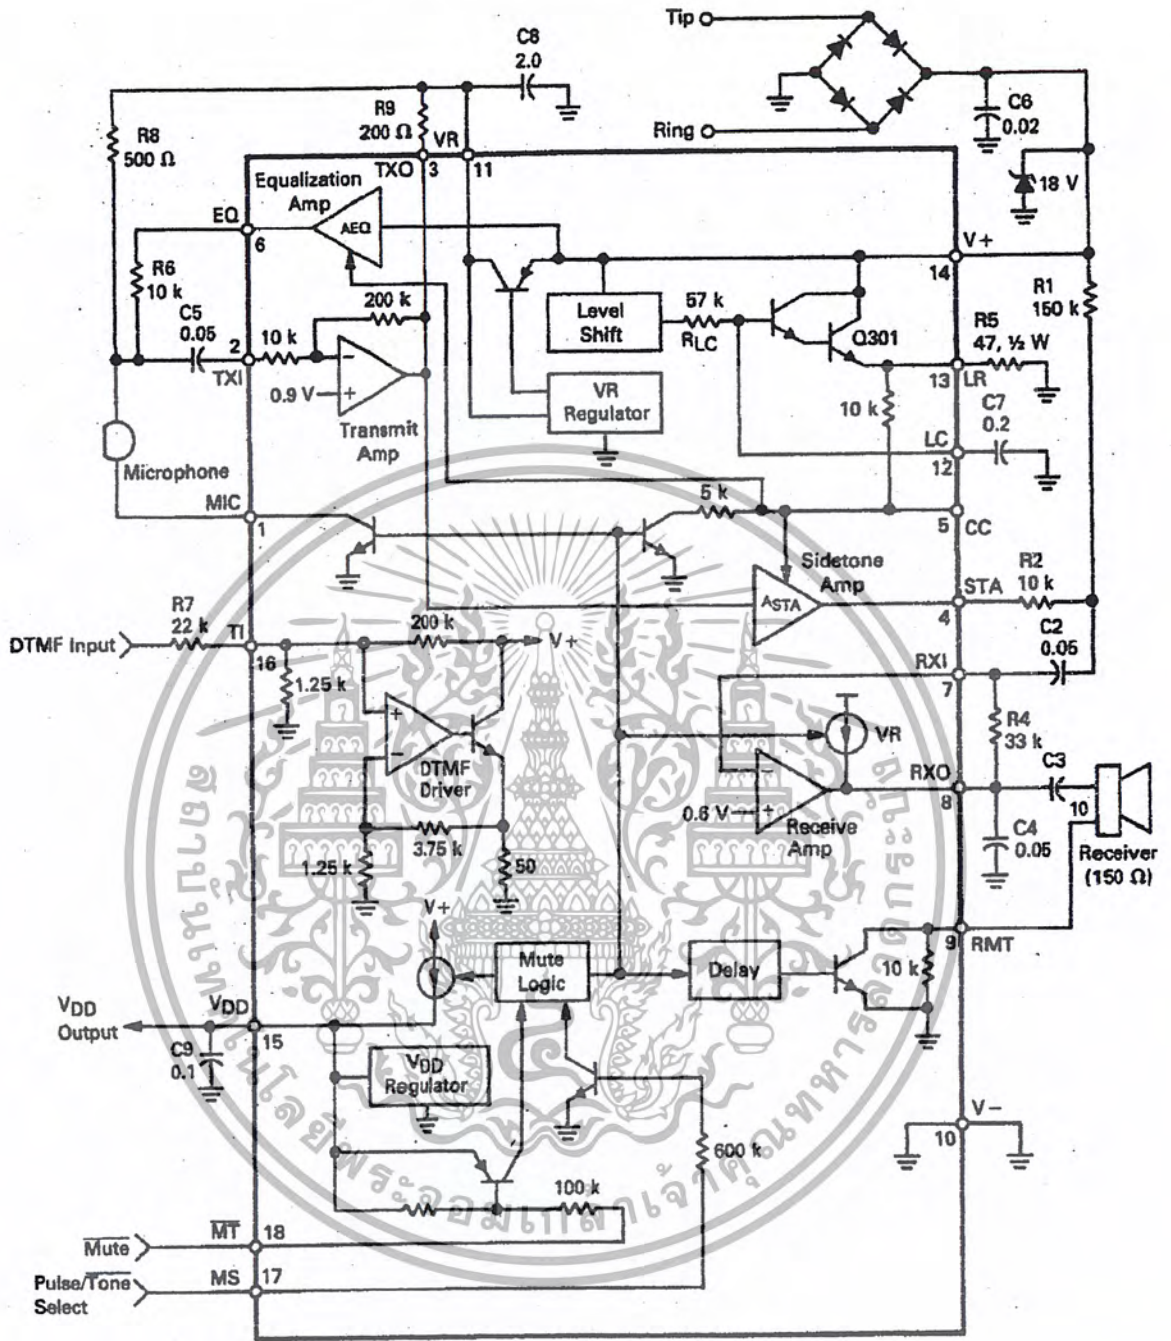 Tip
C8
2.0
R9
200 Ω
VR
C6
0.02
R8
500 Ω
Ring
TXO
3
11
18 V
Equalization
Amp
EQ
AEQ
6
V+
14
R6
10 k
200 k
Level
Shift
57 k
RLC
Q301
R1
150 k
C5
0.05
10 k
R5
47, ½ W
2
TXI
0.9 V
Transmit
Amp
VR
Regulator
13
LR
10 k
C7
0.2
LC
12
Microphone
MIC
1
5 k
5
CC
Sidetone
Amp
STA
R2
10 k
ASTA
4
R7
22 k
TI
DTMF Input
16
200 k
V+
C2
0.05
RXI
7
1.25 k
R4
33 k
VR
DTMF
Driver
RXO
8
C3
0.6 V
Receive
Amp
10
C4
0.05
Receiver
(150 Ω)
3.75 k
1.25 k
50
V+
Mute
Logic
Delay
9
RMT
10 k
VDD
Output
VDD
15
C9
0.1
VDD
Regulator
V-
10
600 k
100 k
Mute
MT
18
Pulse/Tone
Select
MS
17